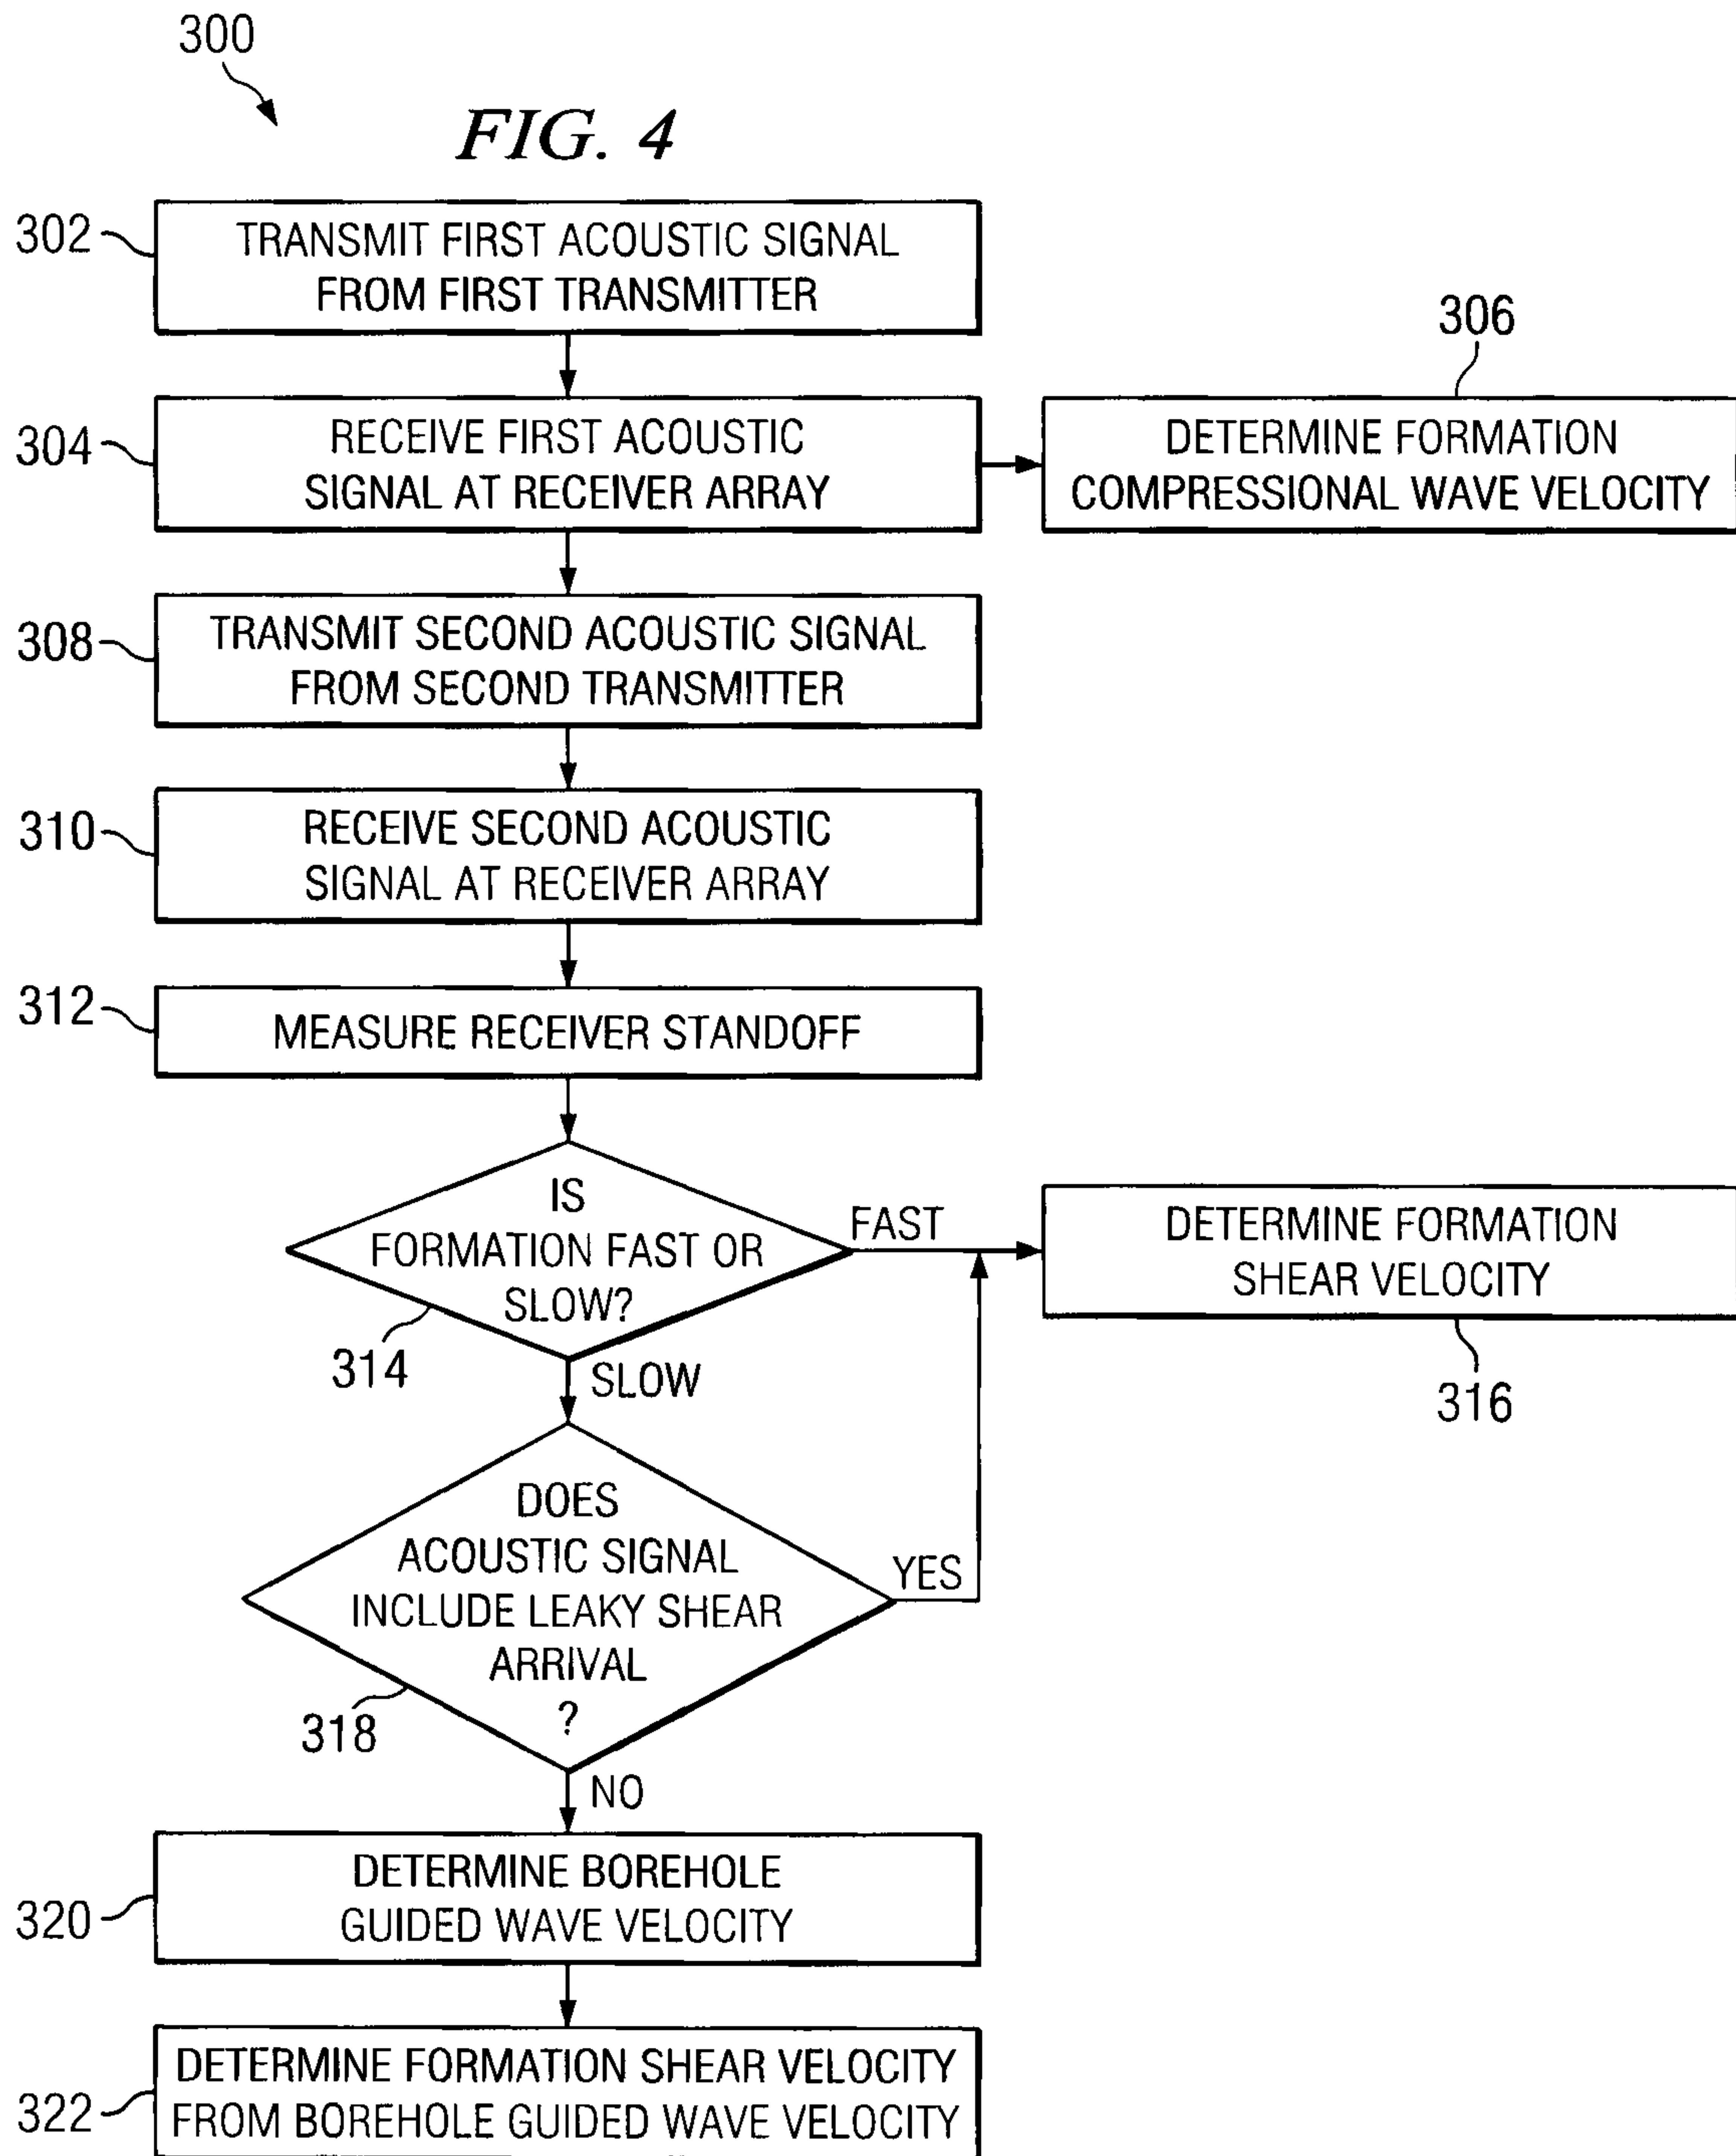 300
FIG. 4
302
TRANSMIT FIRST ACOUSTIC SIGNAL
FROM FIRST TRANSMITTER
304
RECEIVE FIRST ACOUSTIC
SIGNAL AT RECEIVER ARRAY
306
DETERMINE FORMATION
COMPRESSIONAL WAVE VELOCITY
308
TRANSMIT SECOND ACOUSTIC SIGNAL
FROM SECOND TRANSMITTER
310
RECEIVE SECOND ACOUSTIC
SIGNAL AT RECEIVER ARRAY
312
MEASURE RECEIVER STANDOFF
IS
FORMATION FAST OR
SLOW?
314
FAST
DETERMINE FORMATION
SHEAR VELOCITY
316
SLOW
DOES
ACOUSTIC SIGNAL
INCLUDE LEAKY SHEAR
ARRIVAL
?
318
YES
NO
320
DETERMINE BOREHOLE
GUIDED WAVE VELOCITY
322
DETERMINE FORMATION SHEAR VELOCITY
FROM BOREHOLE GUIDED WAVE VELOCITY